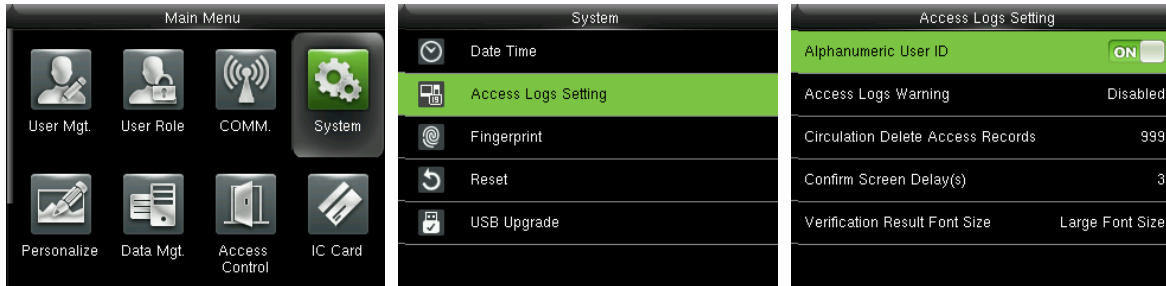 Main Menu
User Mgt.
User Role
COMM.
System
Personalize
Data Mgt.
Access
Control
IC Card
System
Date Time
Access Logs Setting
Fingerprint
Reset
USB Upgrade
Access Logs Setting
Alphanumeric User ID ON
Access Logs Warning Disabled
Circulation Delete Access Records 999
Confirm Screen Delay(s) 3
Verification Result Font Size Large Font Size